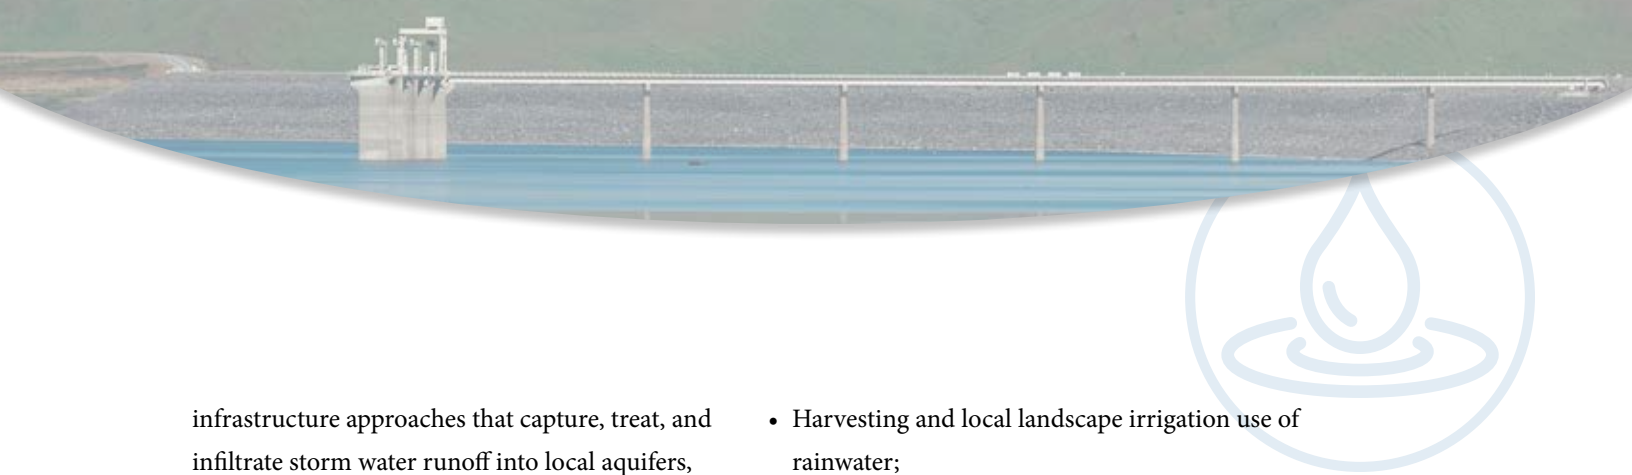 infrastructure approaches that capture, treat, and
infiltrate storm water runoff into local aquifers,
• Harvesting and local landscape irrigation use of
rainwater;